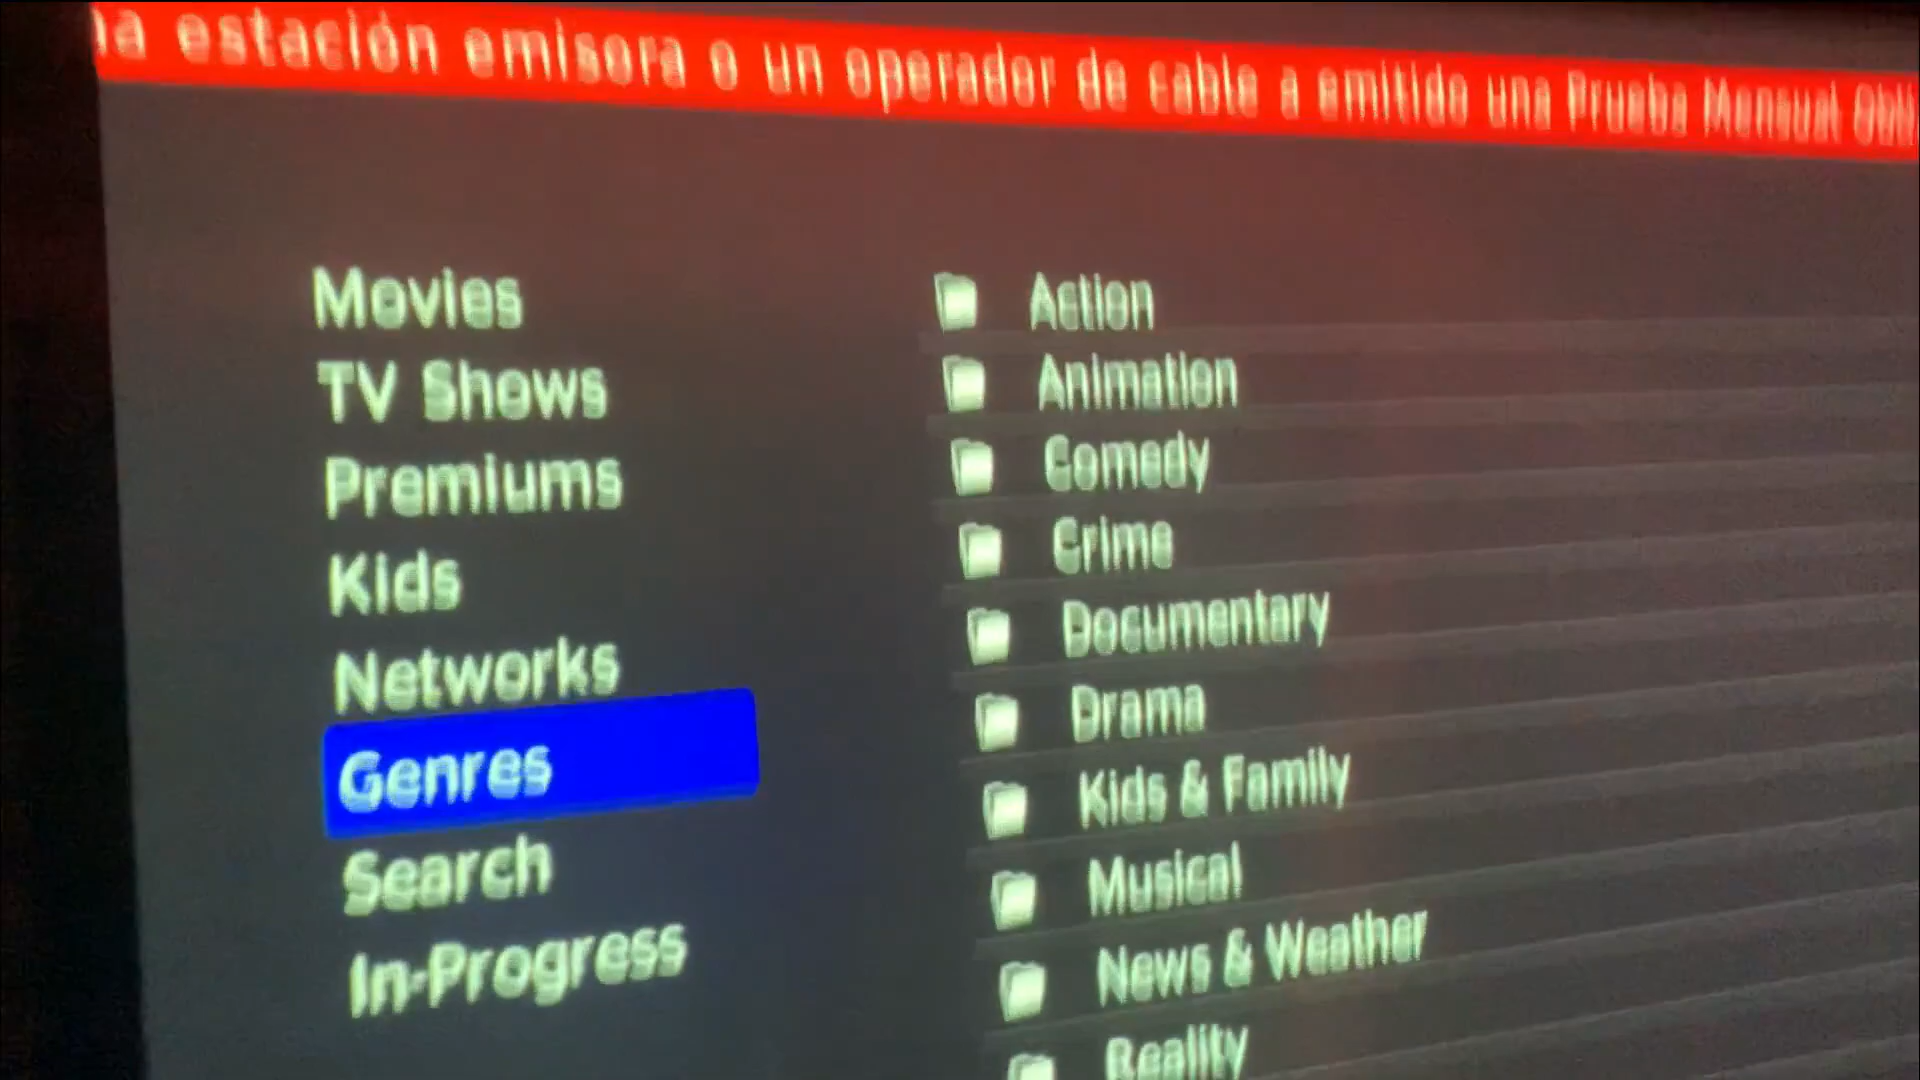 estación emisora o un operador de cable a emitido una Prueba Mensual
Movies
TV Shows
Premiums
Kids
Networks
Genres
Search
In-Progress
Action
Animation
Comedy
Crime
Documentary
Drama
Kids & Family
Musical
News & Weather
Reality